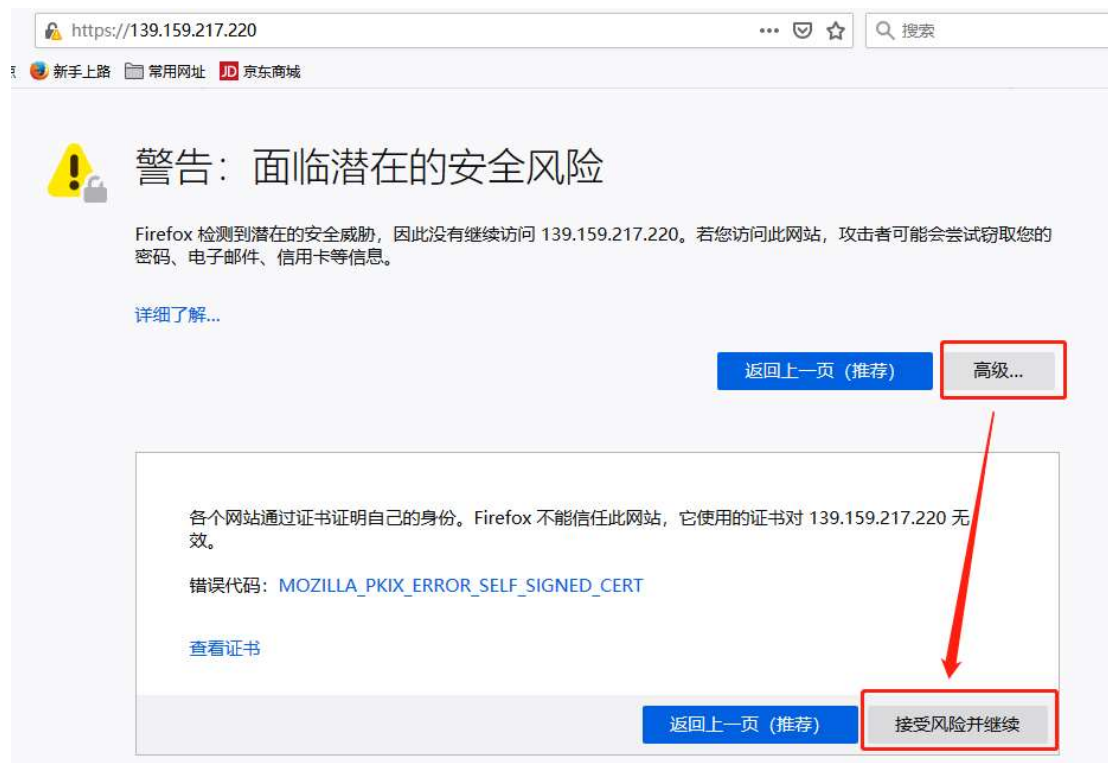 https://139.159.217.220
搜索
新手上路 常用网址 JD 京东商城
警告：面临潜在的安全风险
Firefox 检测到潜在的安全威胁，因此没有继续访问 139.159.217.220。若您访问此网站，攻击者可能会尝试窃取您的
密码、电子邮件、信用卡等信息。
详细了解...
返回上一页 (推荐) 高级...
各个网站通过证书证明自己的身份。Firefox 不能信任此网站，它使用的证书对 139.159.217.220 无
效。
错误代码：MOZILLA_PKIX_ERROR_SELF_SIGNED_CERT
查看证书
返回上一页 (推荐) 接受风险并继续